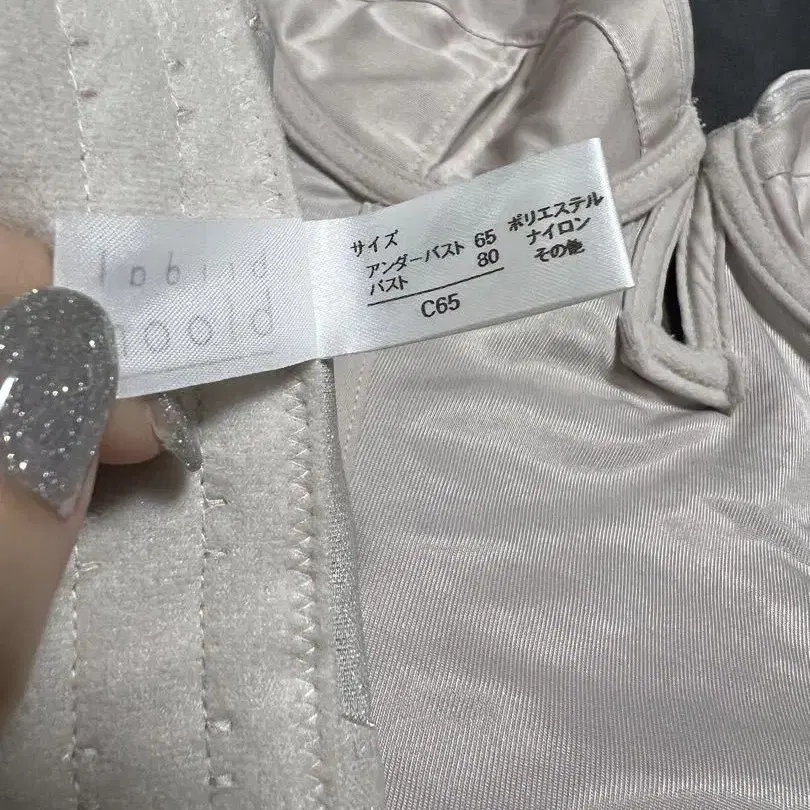 サイズ
アンダーバスト 65
バスト 80
C65
ポリエステル
ナイロン
その他